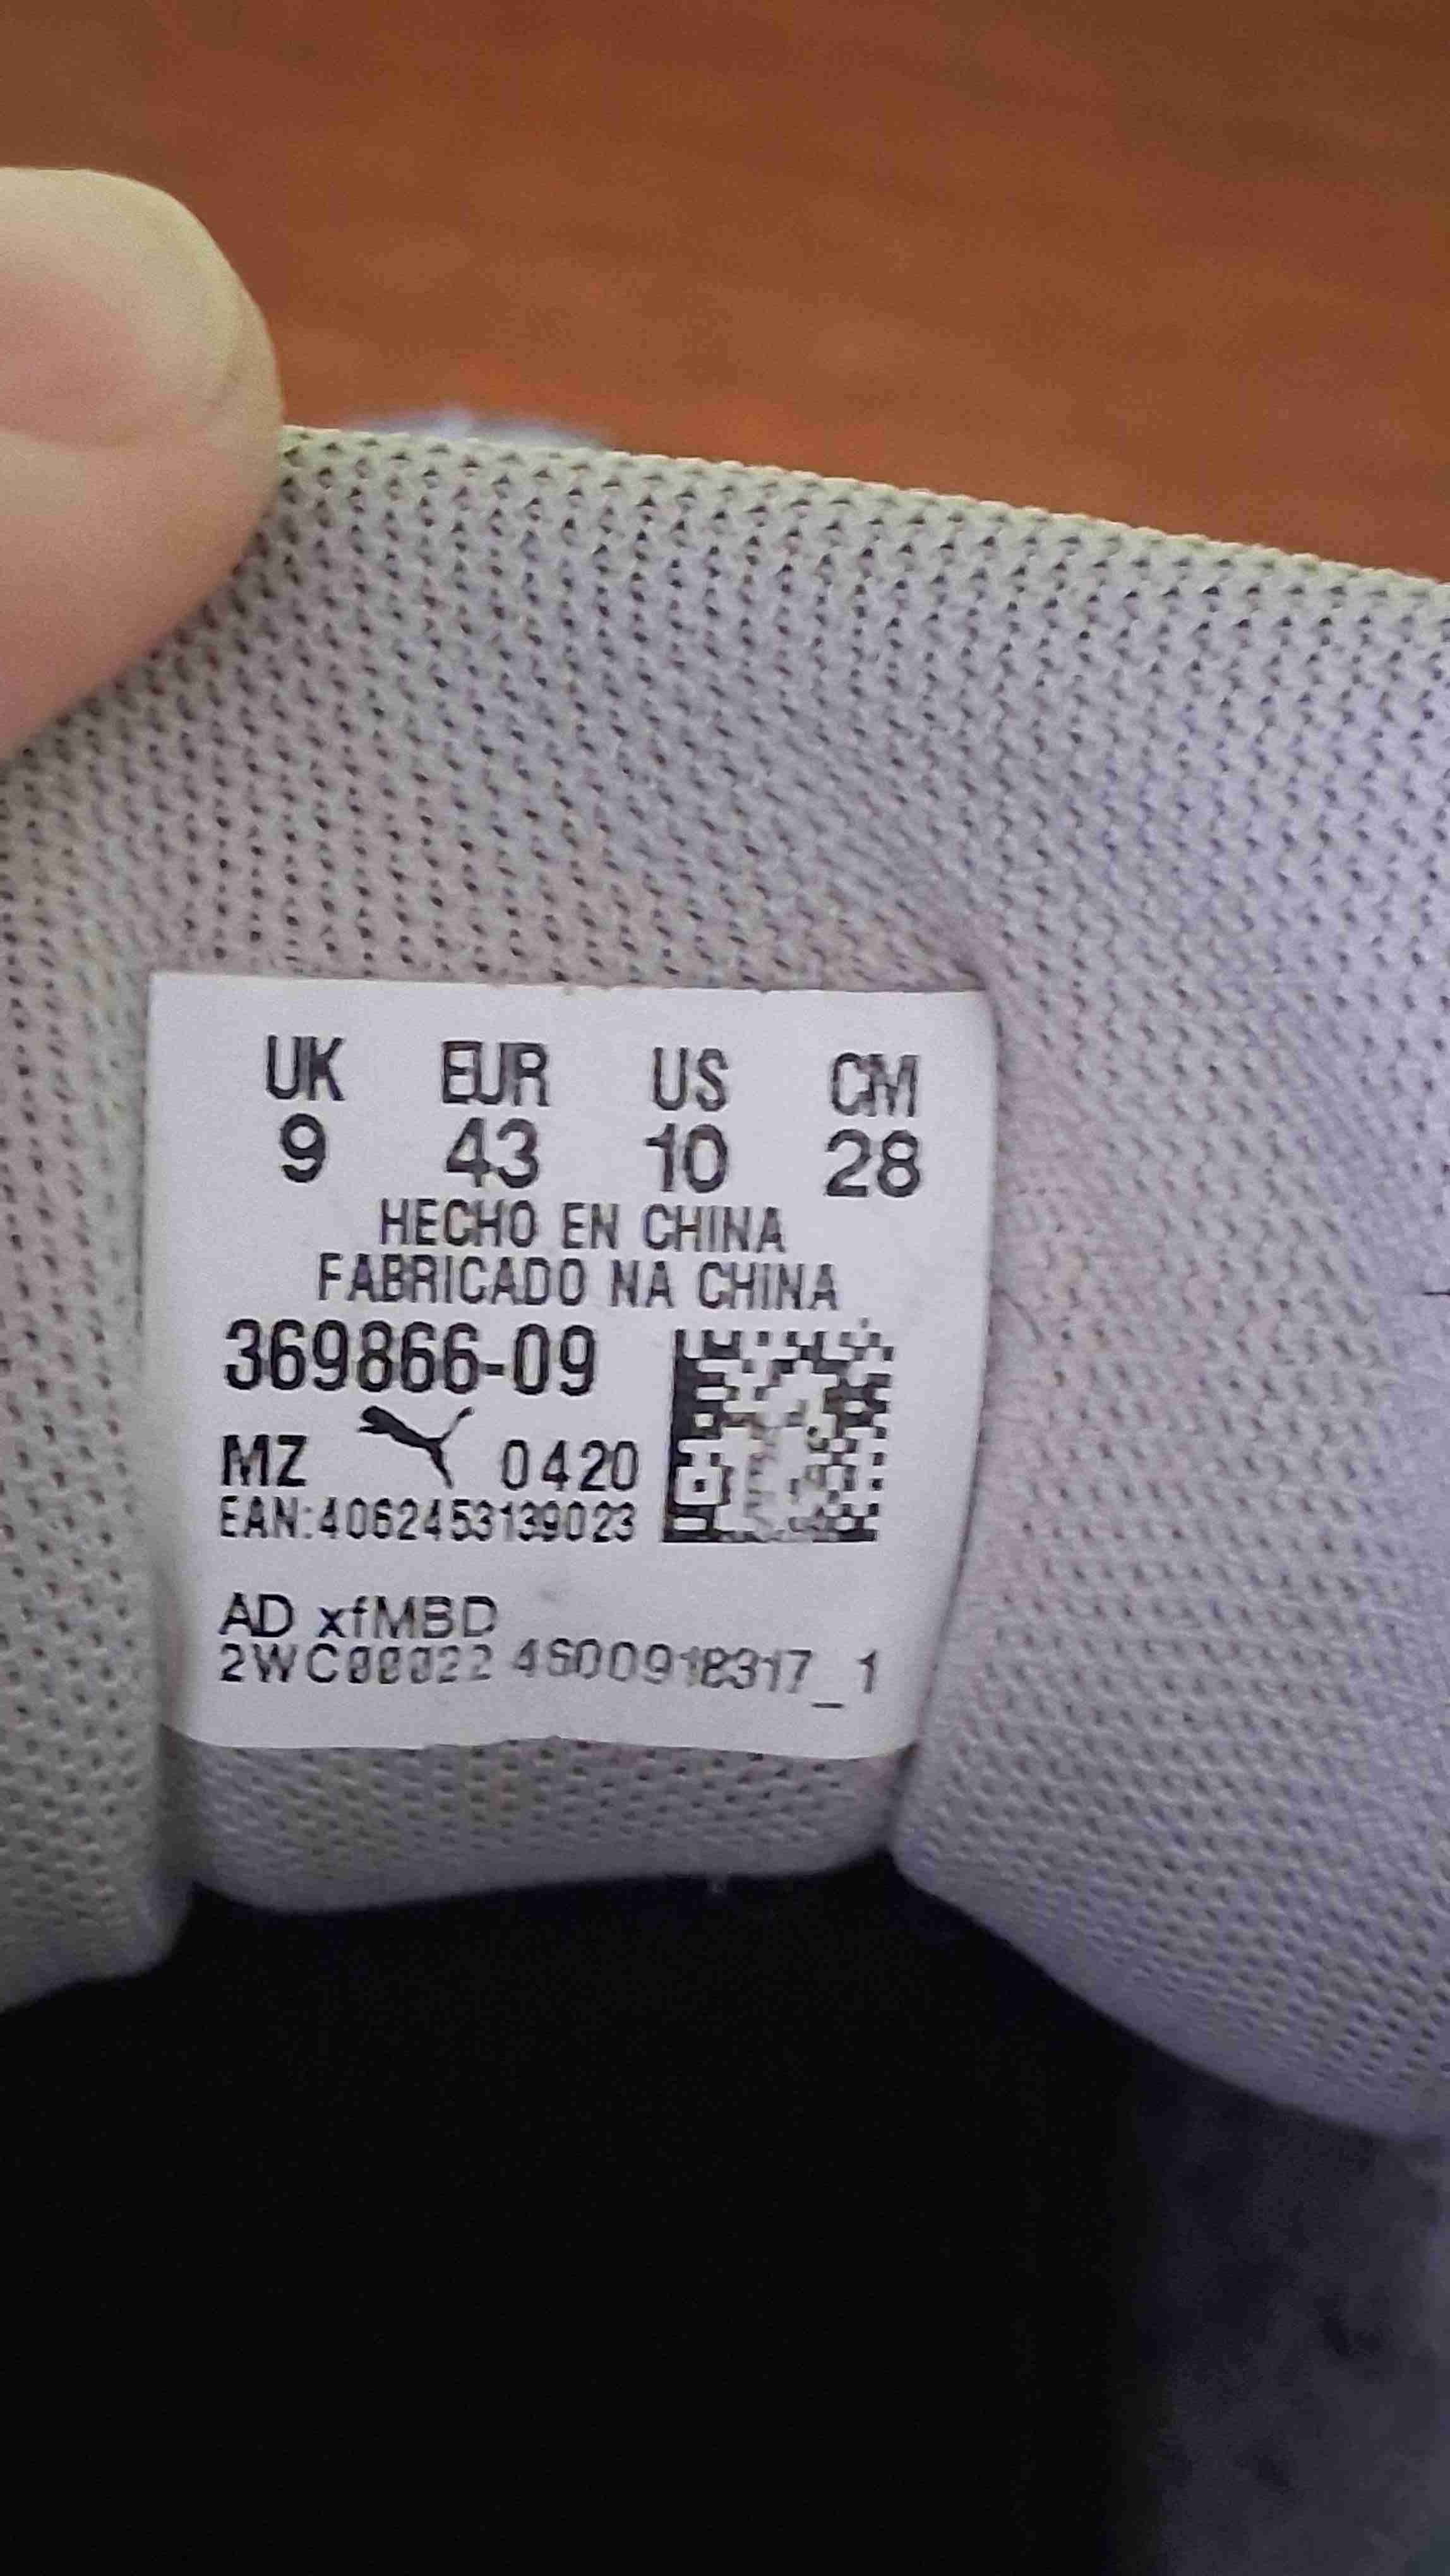 UK EUR US CM
9 43 10 28
HECHO EN CHINA
FABRICADO NA CHINA
369866-09
MZ 0420
EAN:4062453139023
AD xfMBD
2WC00022 4600918317_1